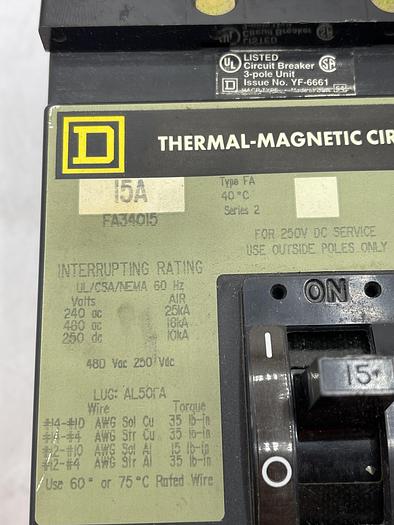 LISTED
UL LISTED
Circuit Breaker
3-pole Unit
Issue No. YF-6661
D
THERMAL-MAGNETIC CIR
15A
FA34015
Type FA
40°C
Series 2
FOR 250V DC SERVICE
USE OUTSIDE POLES ONLY
INTERRUPTING RATING
UL/CSA/NEMA 60 Hz
Volts AIR
240 ac 25kA
480 ac 18kA
250 dc 10kA
480 Vac 250 Vdc
LUG: AL50FA
Wire Torque
#14-#10 AWG Sol Cu 35 lb-in
AWG Str Cu 35 lb-in
#12-#10 AWG Sol Al 15 lb-in
#12-#4 AWG Str Al 35 lb-in
Use 60° or 75°C Rated Wire
ON
I
15
O